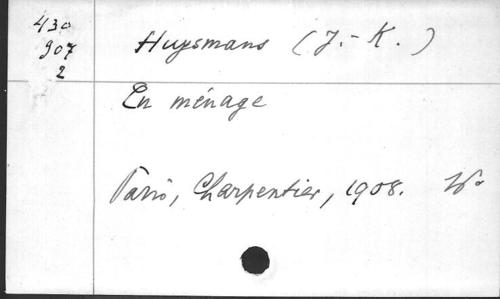 430
907
2
Huysmans (J.-K.)
En ménage
Paris, Charpentier, 1908.